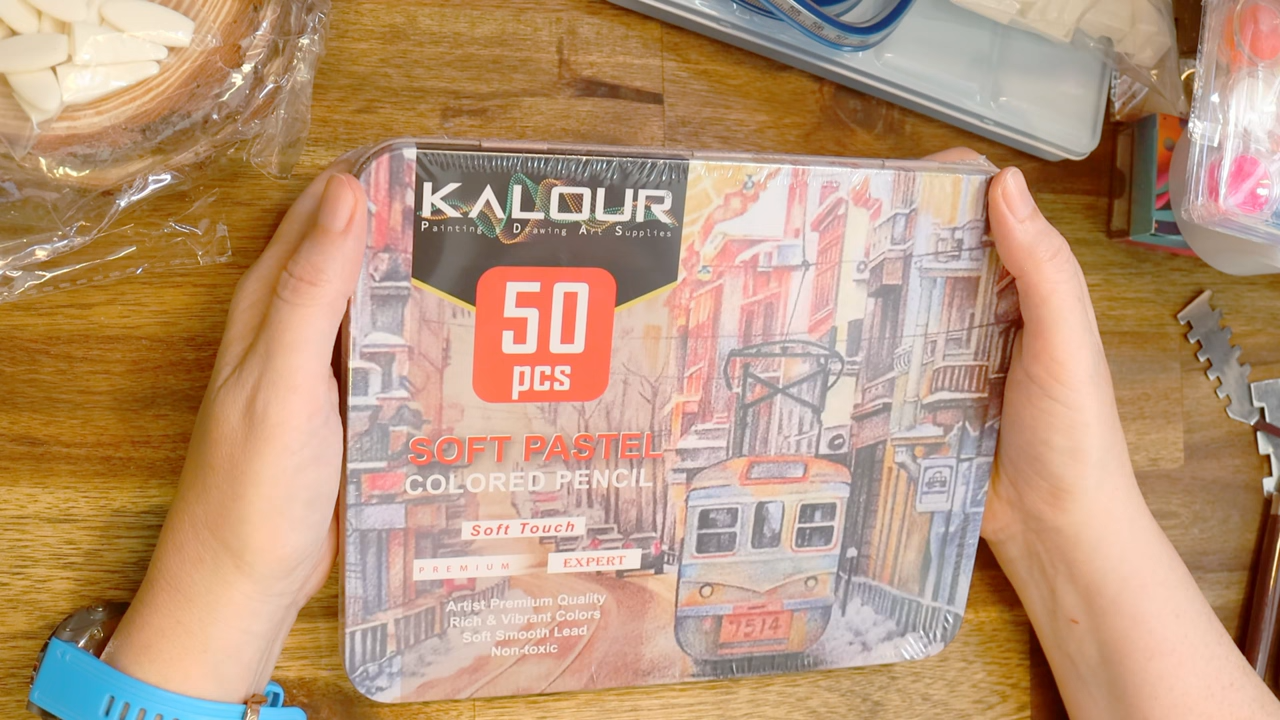 KALOUR
Painting Drawing Art Supplies
50
pcs
SOFT PASTEL
COLORED PENCIL
Soft Touch
PREMIUM
EXPERT
Artist Premium Quality
Rich & Vibrant Colors
Soft Smooth Lead
Non-toxic
7514